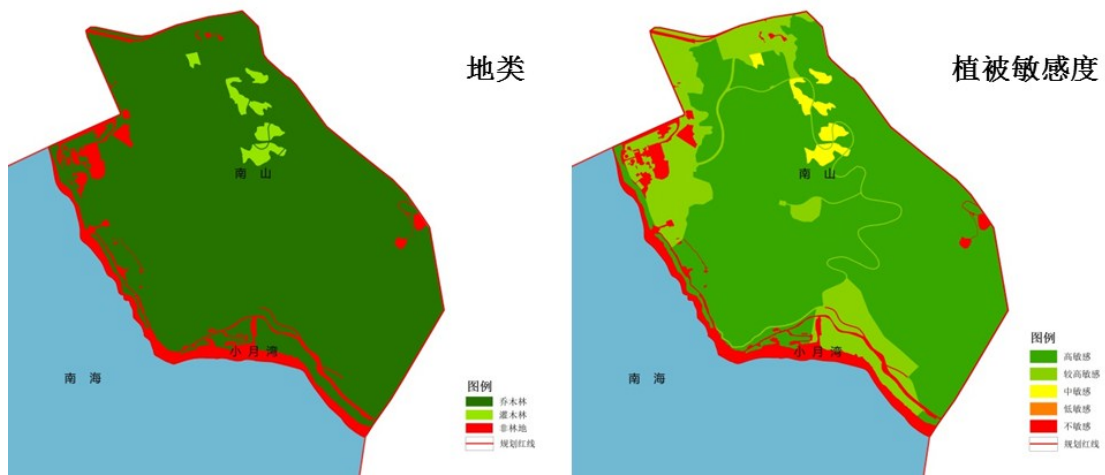 地类
南 山
小 月 湾
南 海
图例
乔木林
灌木林
非林地
规划红线
植被敏感度
南 山
小 月 湾
南 海
图例
高敏感
较高敏感
中敏感
低敏感
不敏感
规划红线